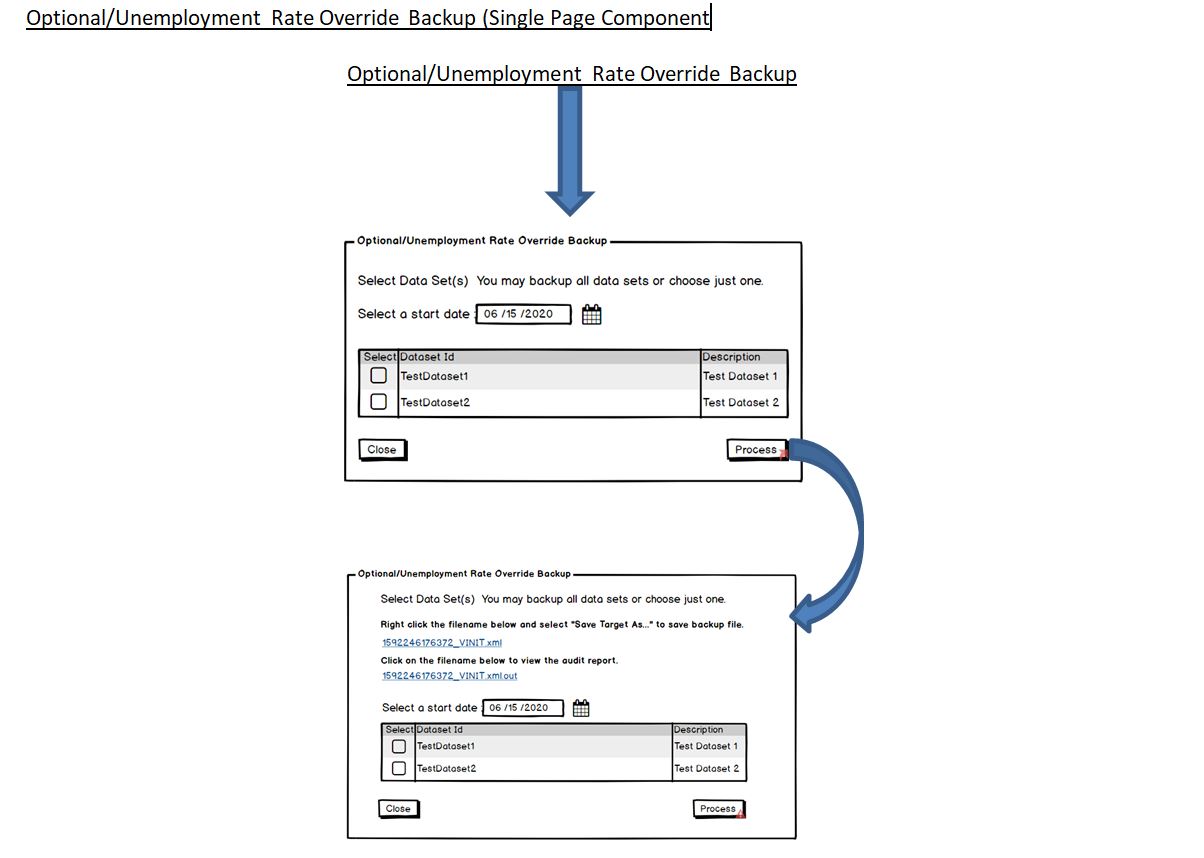 Optional/Unemployment Rate Override Backup (Single Page Component
Optional/Unemployment Rate Override Backup
Optional/Unemployment Rate Override Backup
Select Data Set(s) You may backup all data sets or choose just one.
Select a start date : 06 /15 /2020
Select Dataset Id Description
TestDataset1 Test Dataset 1
TestDataset2 Test Dataset 2
Close Process
Optional/Unemployment Rate Override Backup
Select Data Set(s) You may backup all data sets or choose just one.
Right click the filename below and select "Save Target As..." to save backup file.
1592246176372_VINIT.xml
Click on the filename below to view the audit report.
1592246176372_VINIT.xml.out
Select a start date : 06 /15 /2020
Select Dataset Id Description
TestDataset1 Test Dataset 1
TestDataset2 Test Dataset 2
Close Process